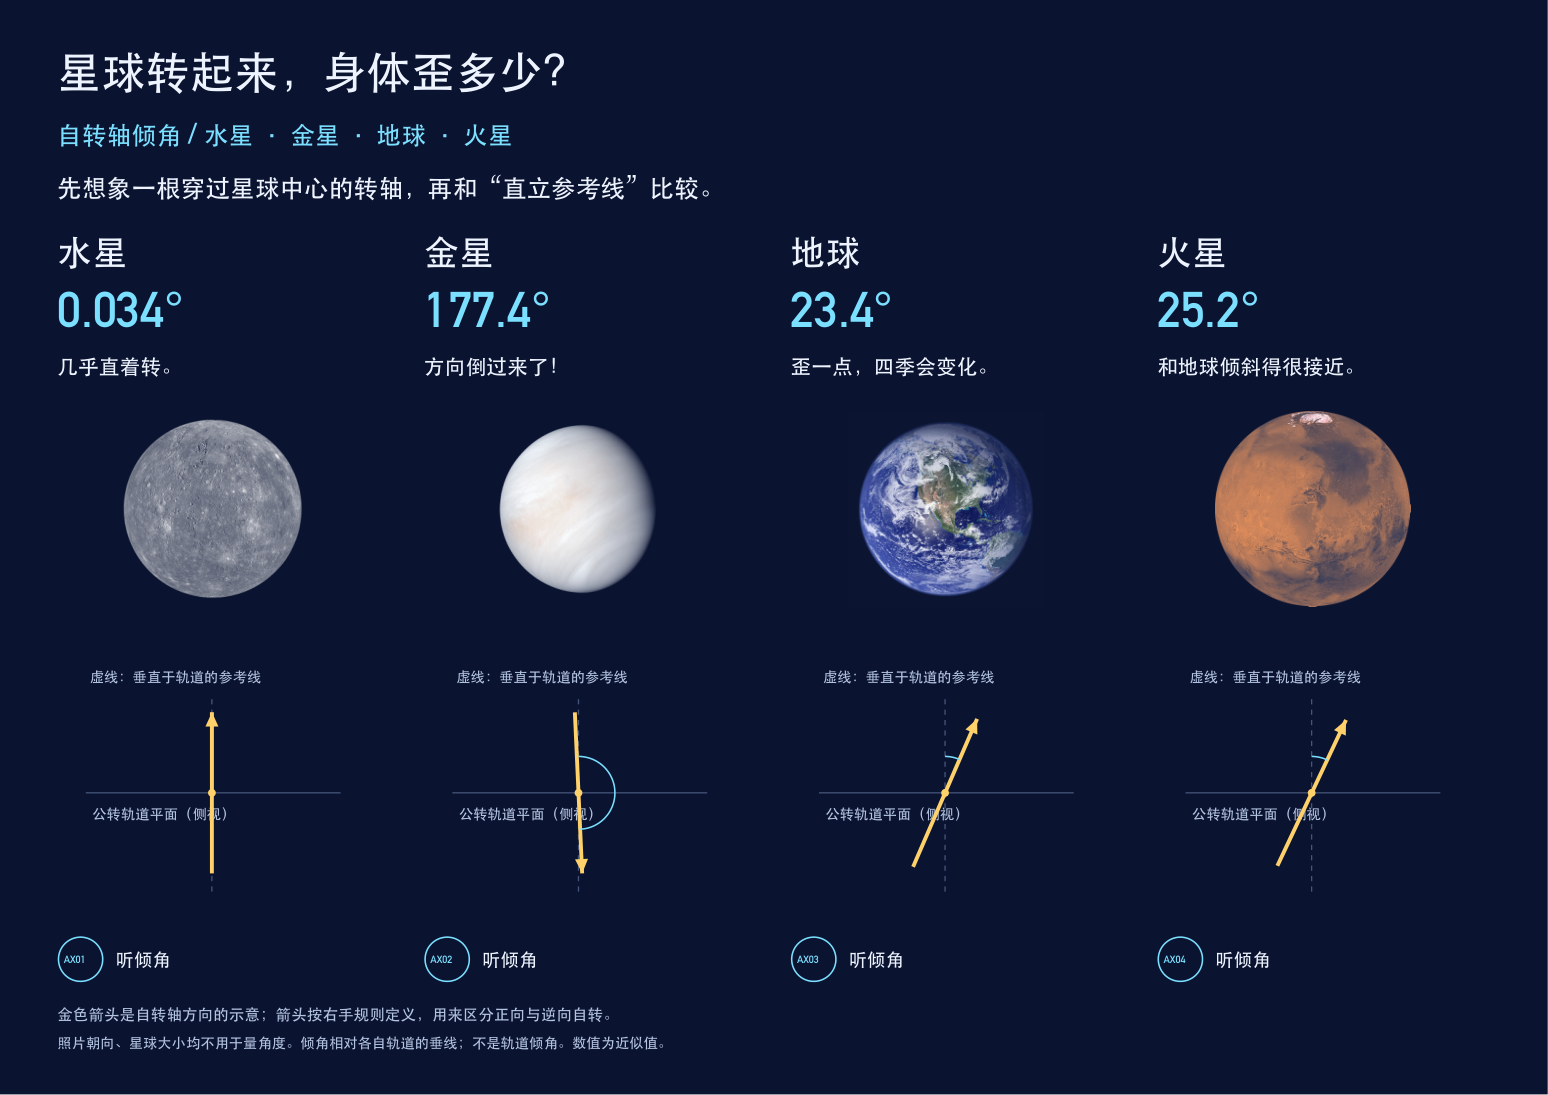 星球转起来，身体歪多少？
自转轴倾角 / 水星 · 金星 · 地球 · 火星
先想象一根穿过星球中心的转轴，再和“直立参考线”比较。
水星
0.034°
几乎直着转。
金星
177.4°
方向倒过来了！
地球
23.4°
歪一点，四季会变化。
火星
25.2°
和地球倾斜得很接近。
虚线：垂直于轨道的参考线
公转轨道平面（侧视）
虚线：垂直于轨道的参考线
公转轨道平面（侧视）
虚线：垂直于轨道的参考线
公转轨道平面（侧视）
虚线：垂直于轨道的参考线
公转轨道平面（侧视）
AX01 听倾角
AX02 听倾角
AX03 听倾角
AX04 听倾角
金色箭头是自转轴方向的示意；箭头按右手规则定义，用来区分正向与逆向自转。
照片朝向、星球大小均不用于量角度。倾角相对各自轨道的垂线；不是轨道倾角。数值为近似值。